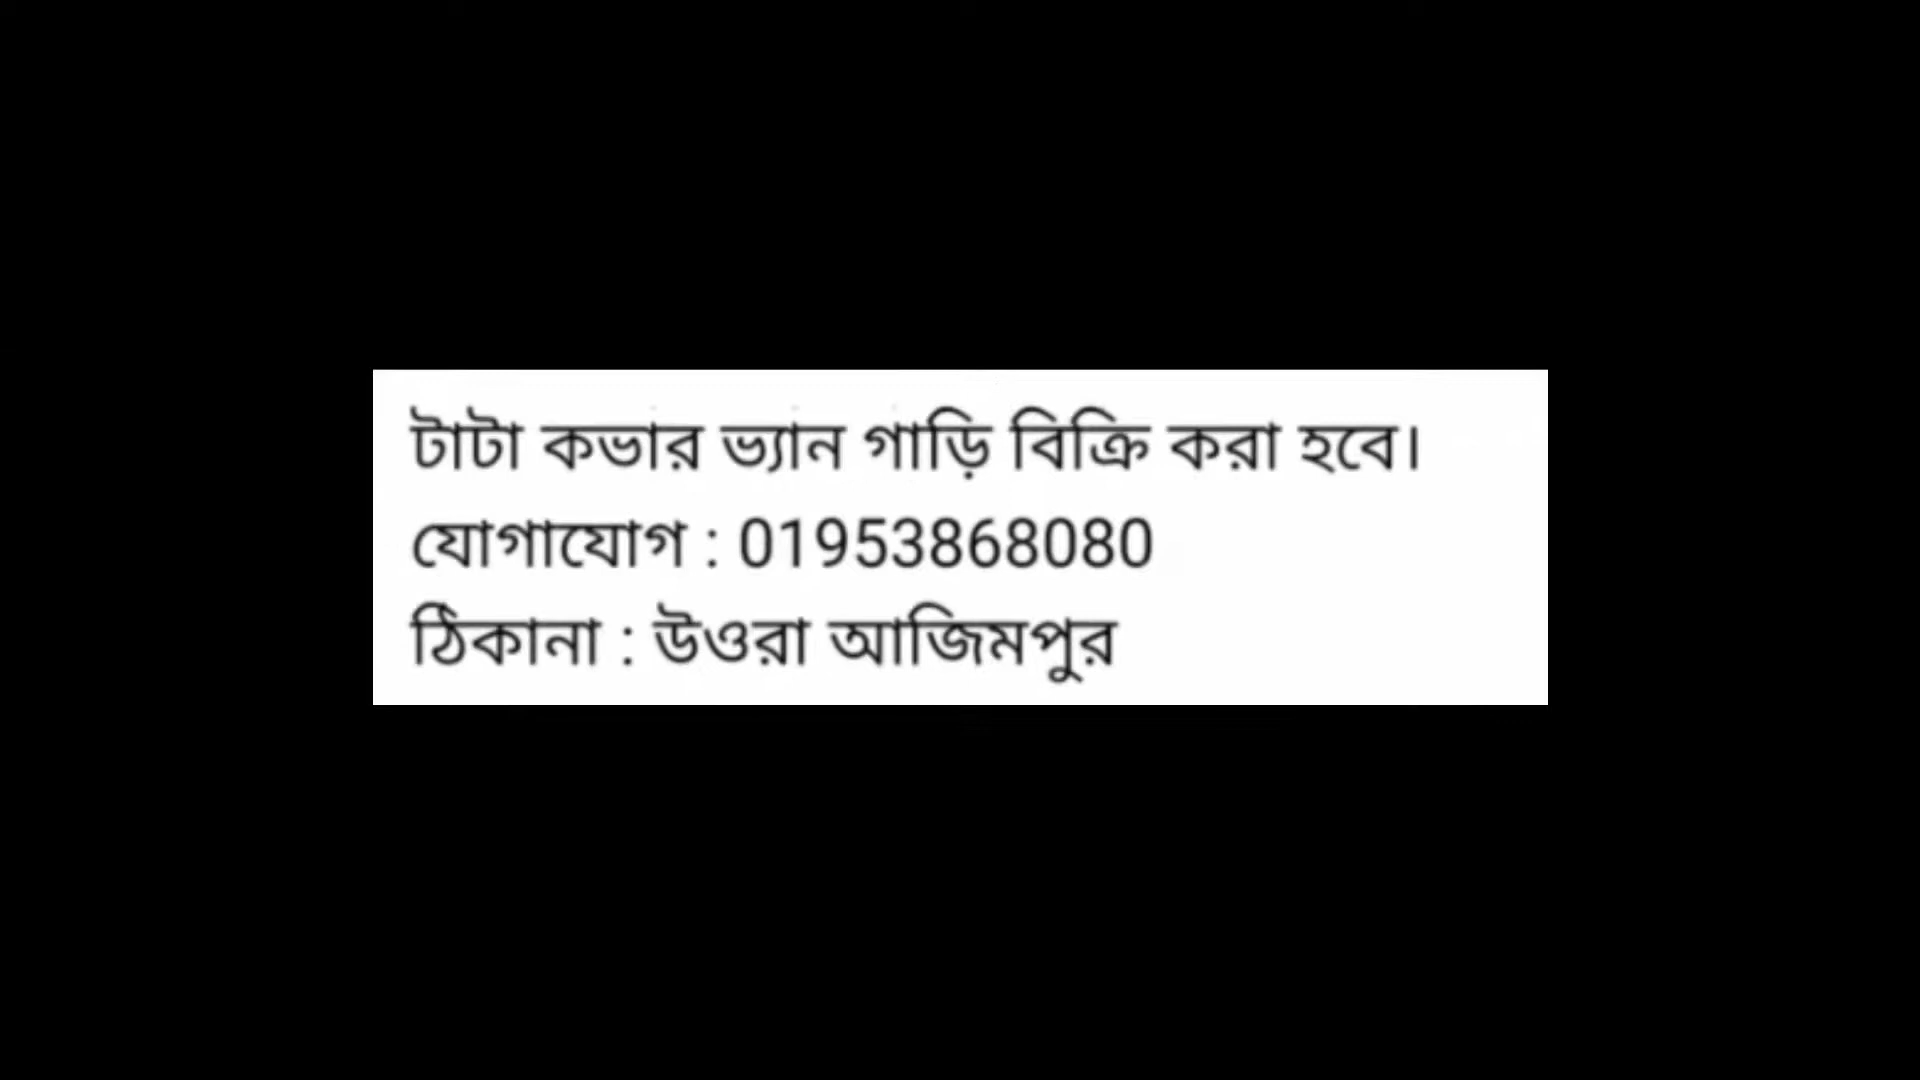 টাটা কভার ভ্যান গাড়ি বিক্রি করা হবে।
যোগাযোগ : 01953868080
ঠিকানা : উওরা আজিমপুর